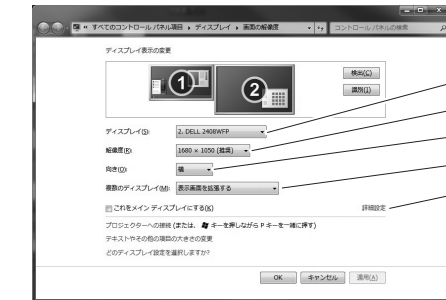 « すべてのコントロール パネル項目 ▸ ディスプレイ ▸ 画面の解像度
コントロール パネルの検索
ディスプレイ表示の変更
1
2
検出(C)
識別(I)
ディスプレイ(S):
2. DELL 2408WFP
解像度(R):
1680 × 1050 (推奨)
向き(O):
横
複数のディスプレイ(M):
表示画面を拡張する
これをメイン ディスプレイにする(K)
詳細設定
プロジェクターへの接続 (または、 キーを押しながら P キーを一緒に押す)
テキストやその他の項目の大きさの変更
どのディスプレイ設定を選択しますか?
OK
キャンセル
適用(A)